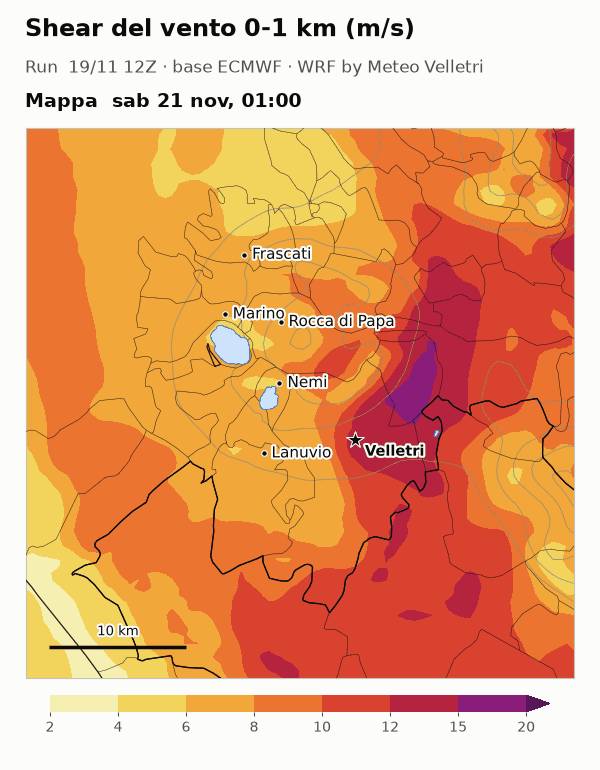 Shear del vento 0-1 km (m/s)
Run  19/11 12Z · base ECMWF · WRF by Meteo Velletri
Mappa  sab 21 nov, 01:00
Frascati
Marino
Rocca di Papa
Nemi
Velletri
Lanuvio
10 km
2 4 6 8 10 12 15 20